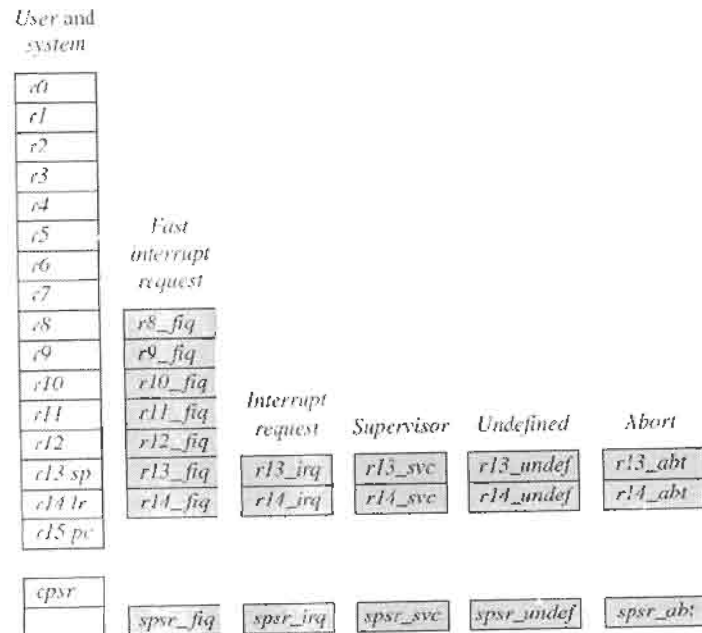 User and
system
r0
r1
r2
r3
r4
r5
r6
r7
r8
r9
r10
r11
r12
r13 sp
r14 lr
r15 pc
cpsr
Fast
interrupt
request
r8_fiq
r9_fiq
r10_fiq
r11_fiq
r12_fiq
r13_fiq
r14_fiq
spsr_fiq
Interrupt
request
r13_irq
r14_irq
spsr_irq
Supervisor
r13_svc
r14_svc
spsr_svc
Undefined
r13_undef
r14_undef
spsr_undef
Abort
r13_abt
r14_abt
spsr_abt